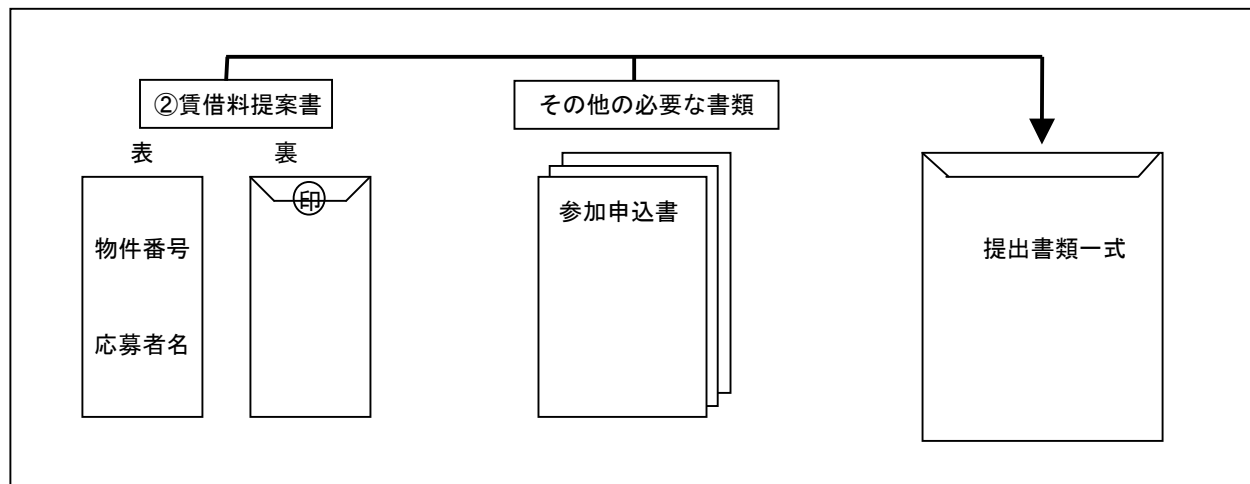 ②賃借料提案書
その他の必要な書類
表
裏
印
物件番号
応募者名
参加申込書
提出書類一式